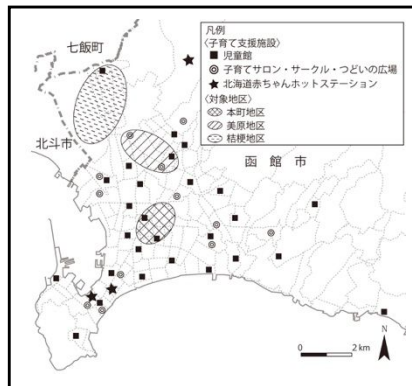 七飯町
北斗市
函館市
凡例
〈子育て支援施設〉
児童館
子育てサロン・サークル・つどいの広場
北海道赤ちゃんホットステーション
〈対象地区〉
本町地区
美原地区
桔梗地区
N
0 2 km